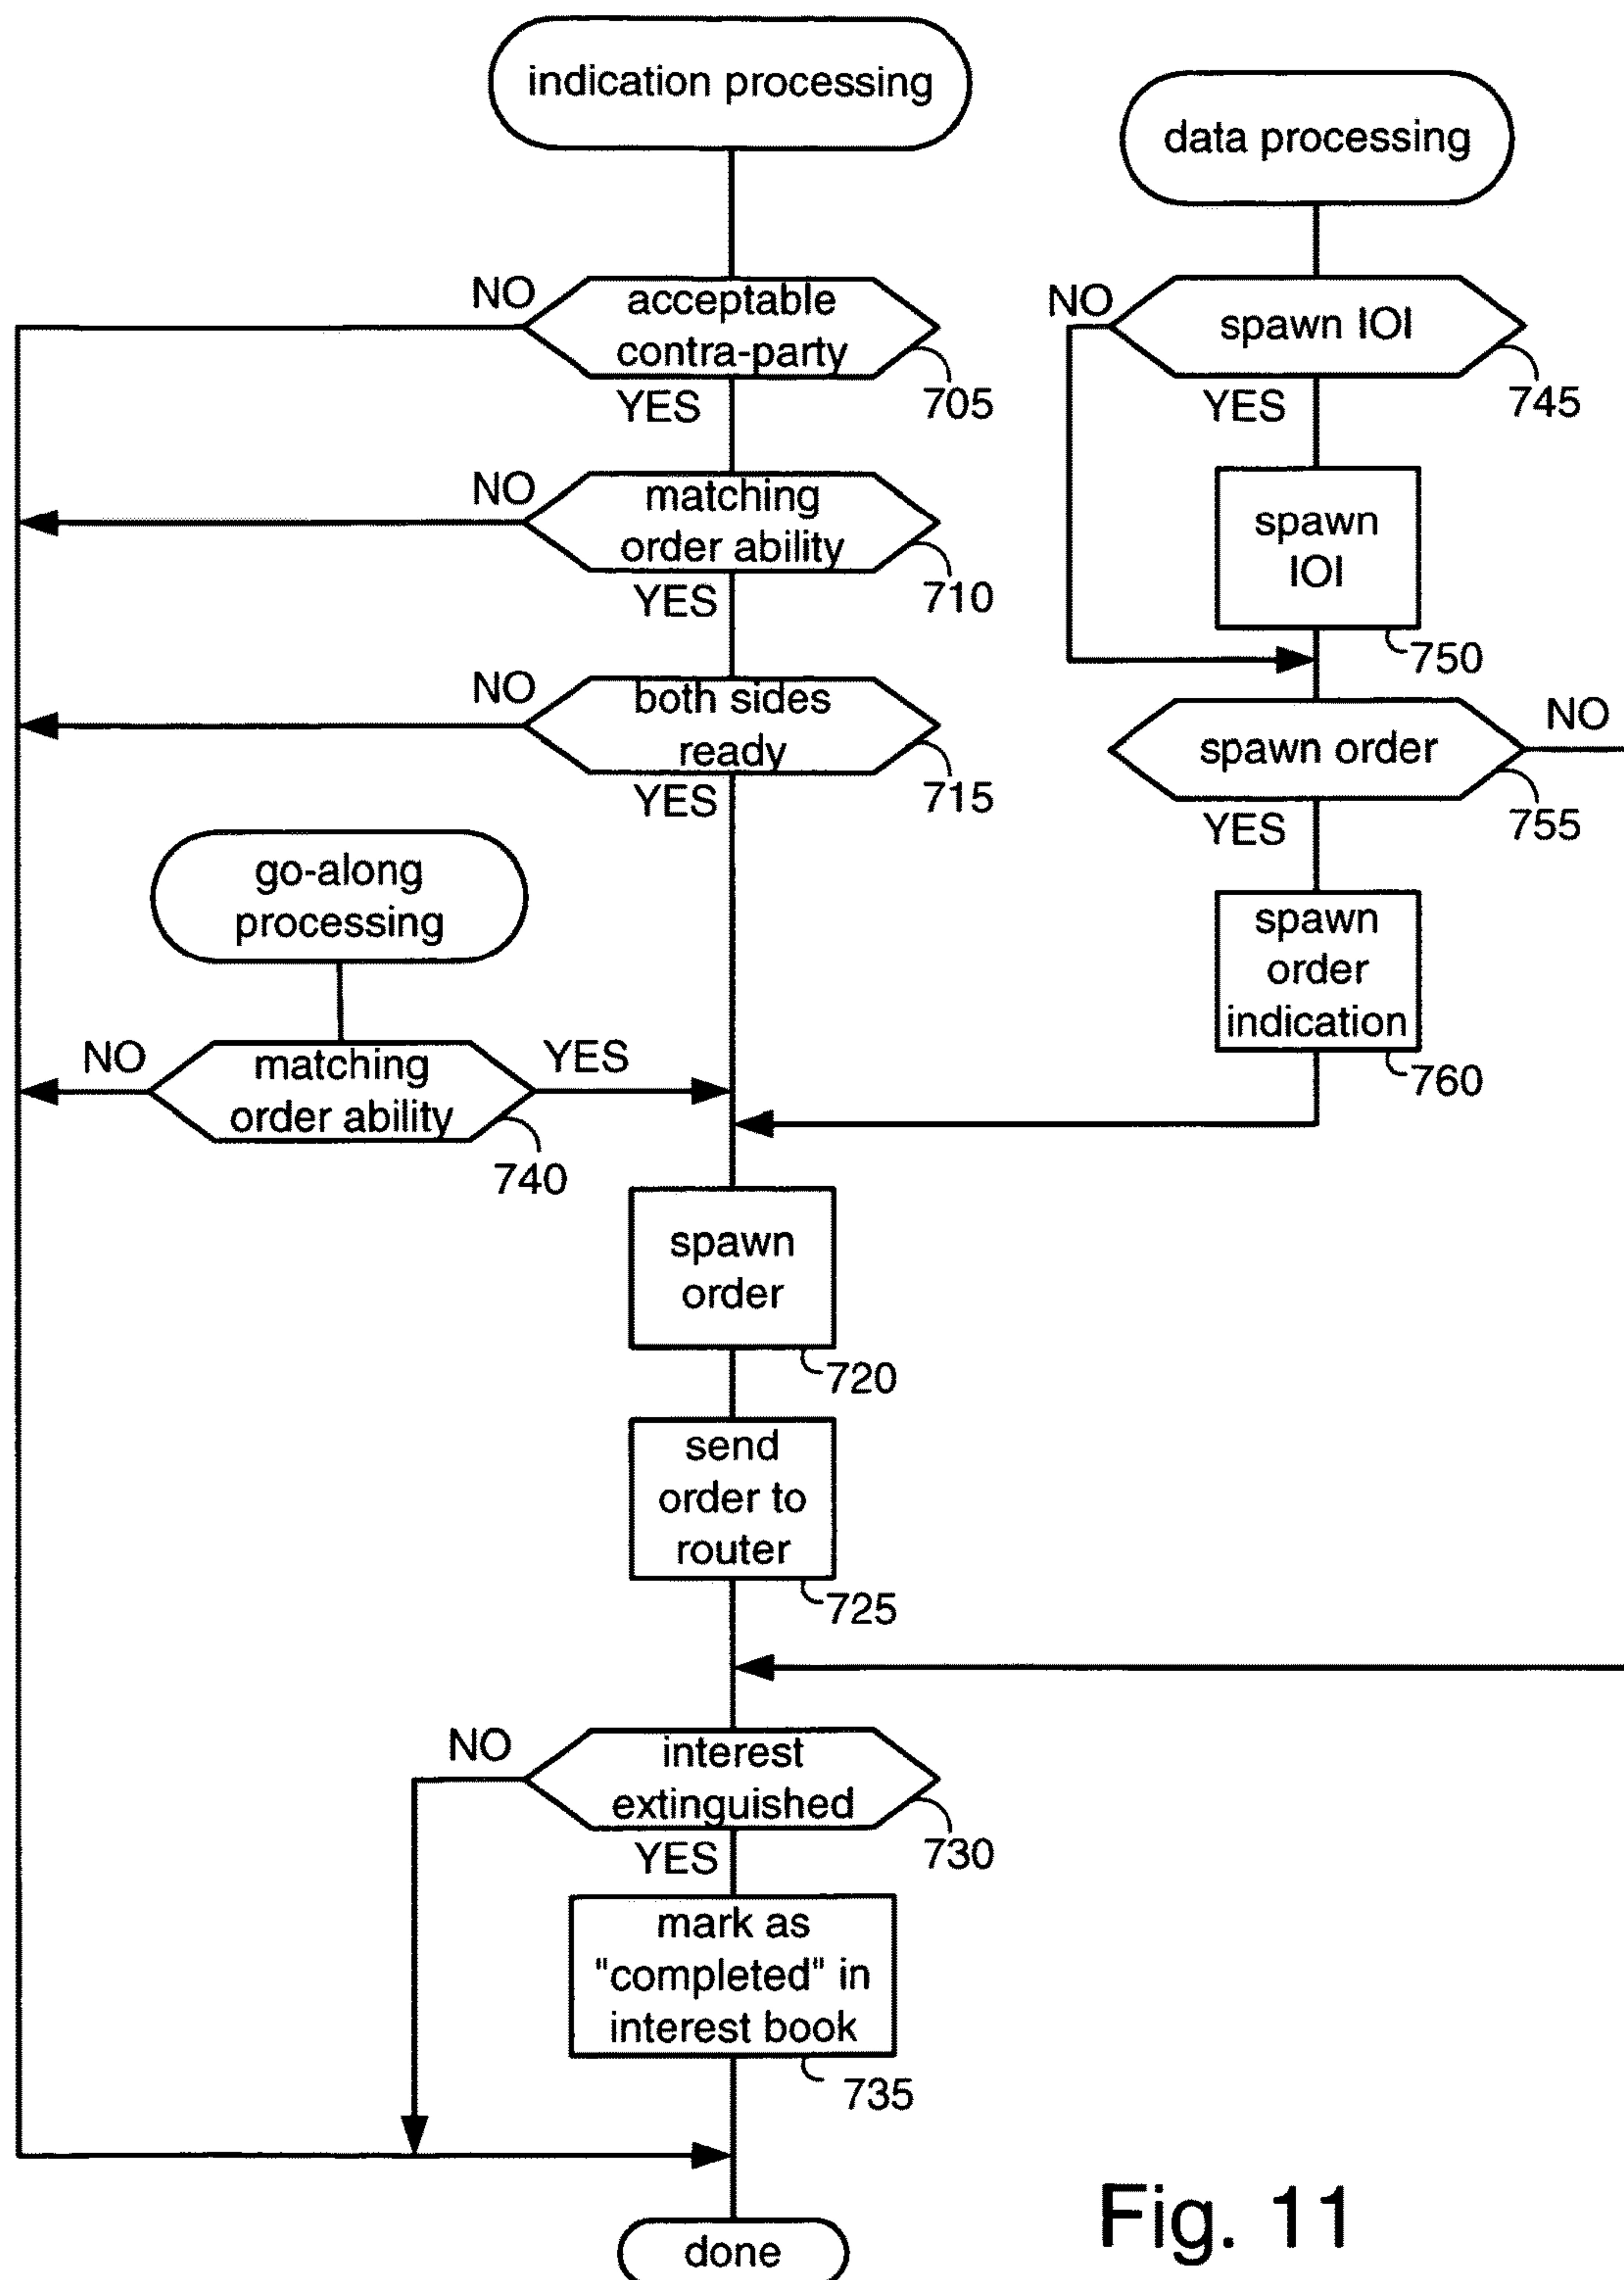 indication processing
data processing
NO
acceptable
contra-party
705
YES
NO
spawn IOI
745
YES
NO
matching
order ability
710
YES
spawn
IOI
750
NO
both sides
ready
715
YES
spawn order
NO
755
YES
go-along
processing
spawn
order
indication
760
NO
matching
order ability
YES
740
spawn
order
720
send
order to
router
725
NO
interest
extinguished
730
YES
mark as
"completed" in
interest book
735
done
Fig. 11